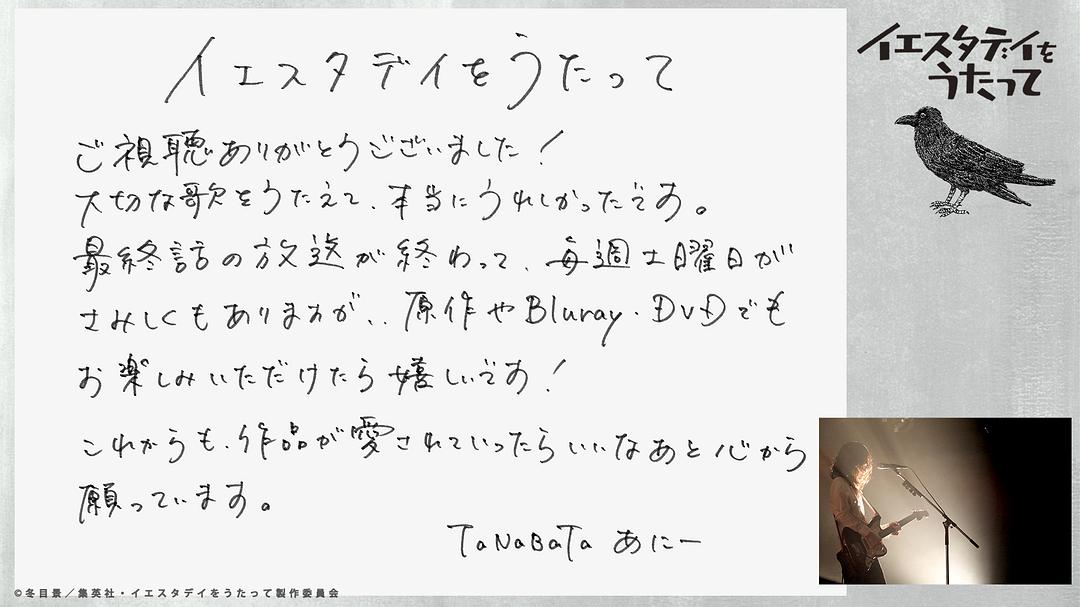 イエスタデイをうたって
ご視聴ありがとうございました！
大切な歌をうたえて、本当にうれしかったです。
最終話の放送が終わって、毎週土曜日が
さみしくもありますが、、原作やBluray・DVDでも
お楽しみいただけたら嬉しいです！
これからも、作品が愛されていったらいいなあと心から
願っています。
TaNaBaTa あにー
イエスタデイを
うたって
©冬目景／集英社・イエスタデイをうたって製作委員会